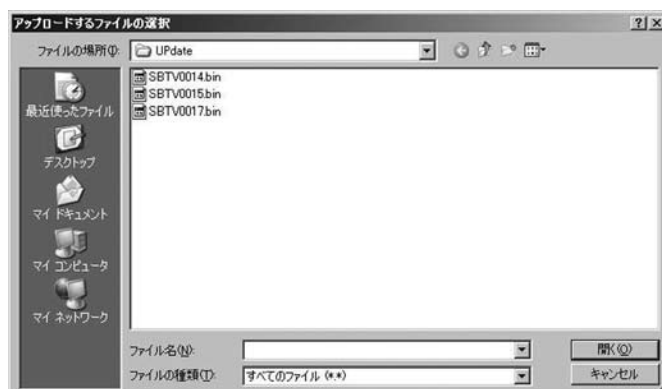 アップロードするファイルの選択
ファイルの場所(I):
UPdate
SBTV0014.bin
SBTV0015.bin
SBTV0017.bin
最近使ったファイル
デスクトップ
マイ ドキュメント
マイ コンピュータ
マイ ネットワーク
ファイル名(N):
開く(O)
ファイルの種類(T):
すべてのファイル (*.*)
キャンセル